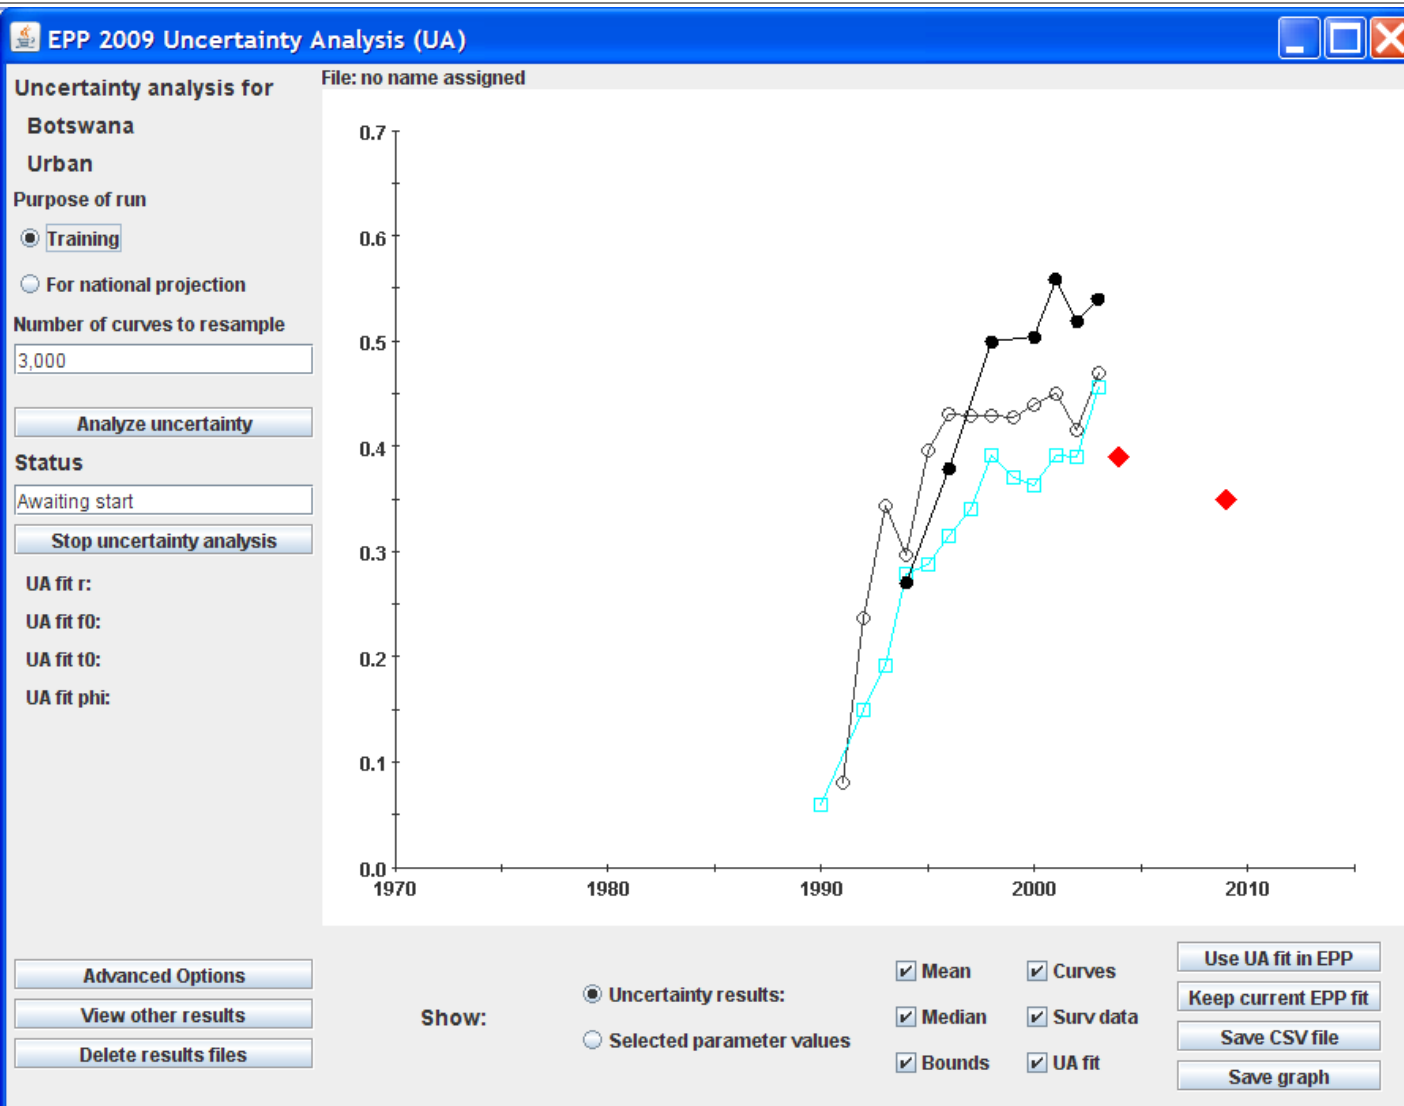 EPP 2009 Uncertainty Analysis (UA)
Uncertainty analysis for
Botswana
Urban
Purpose of run
Training
For national projection
Number of curves to resample
3,000
Analyze uncertainty
Status
Awaiting start
Stop uncertainty analysis
UA fit r:
UA fit f0:
UA fit t0:
UA fit phi:
Advanced Options
View other results
Delete results files
File: no name assigned
0.7
0.6
0.5
0.4
0.3
0.2
0.1
0.0
1970 1980 1990 2000 2010
Show:
Uncertainty results:
Selected parameter values
Mean
Median
Bounds
Curves
Surv data
UA fit
Use UA fit in EPP
Keep current EPP fit
Save CSV file
Save graph